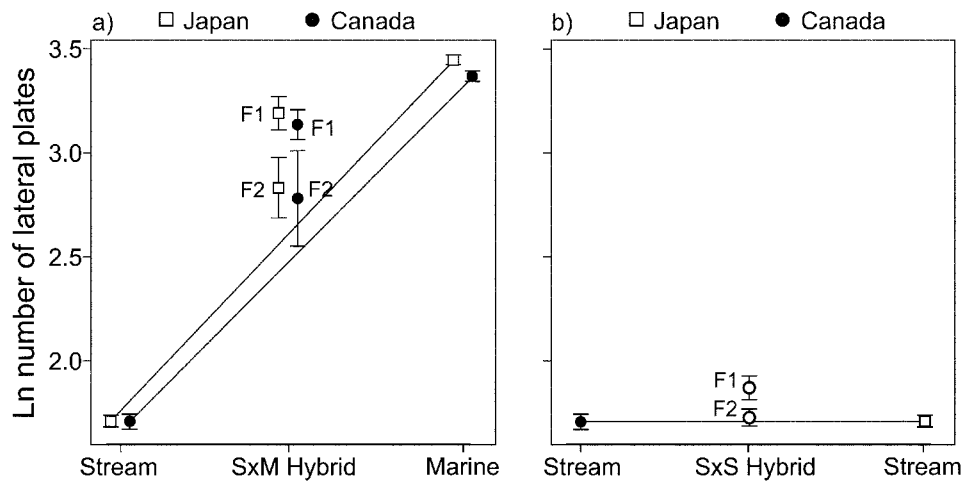 a) Japan Canada
b) Japan Canada
Ln number of lateral plates
3.5
3.0
2.5
2.0
F1
F1
F2
F2
Stream SxM Hybrid Marine
F1
F2
Stream SxS Hybrid Stream